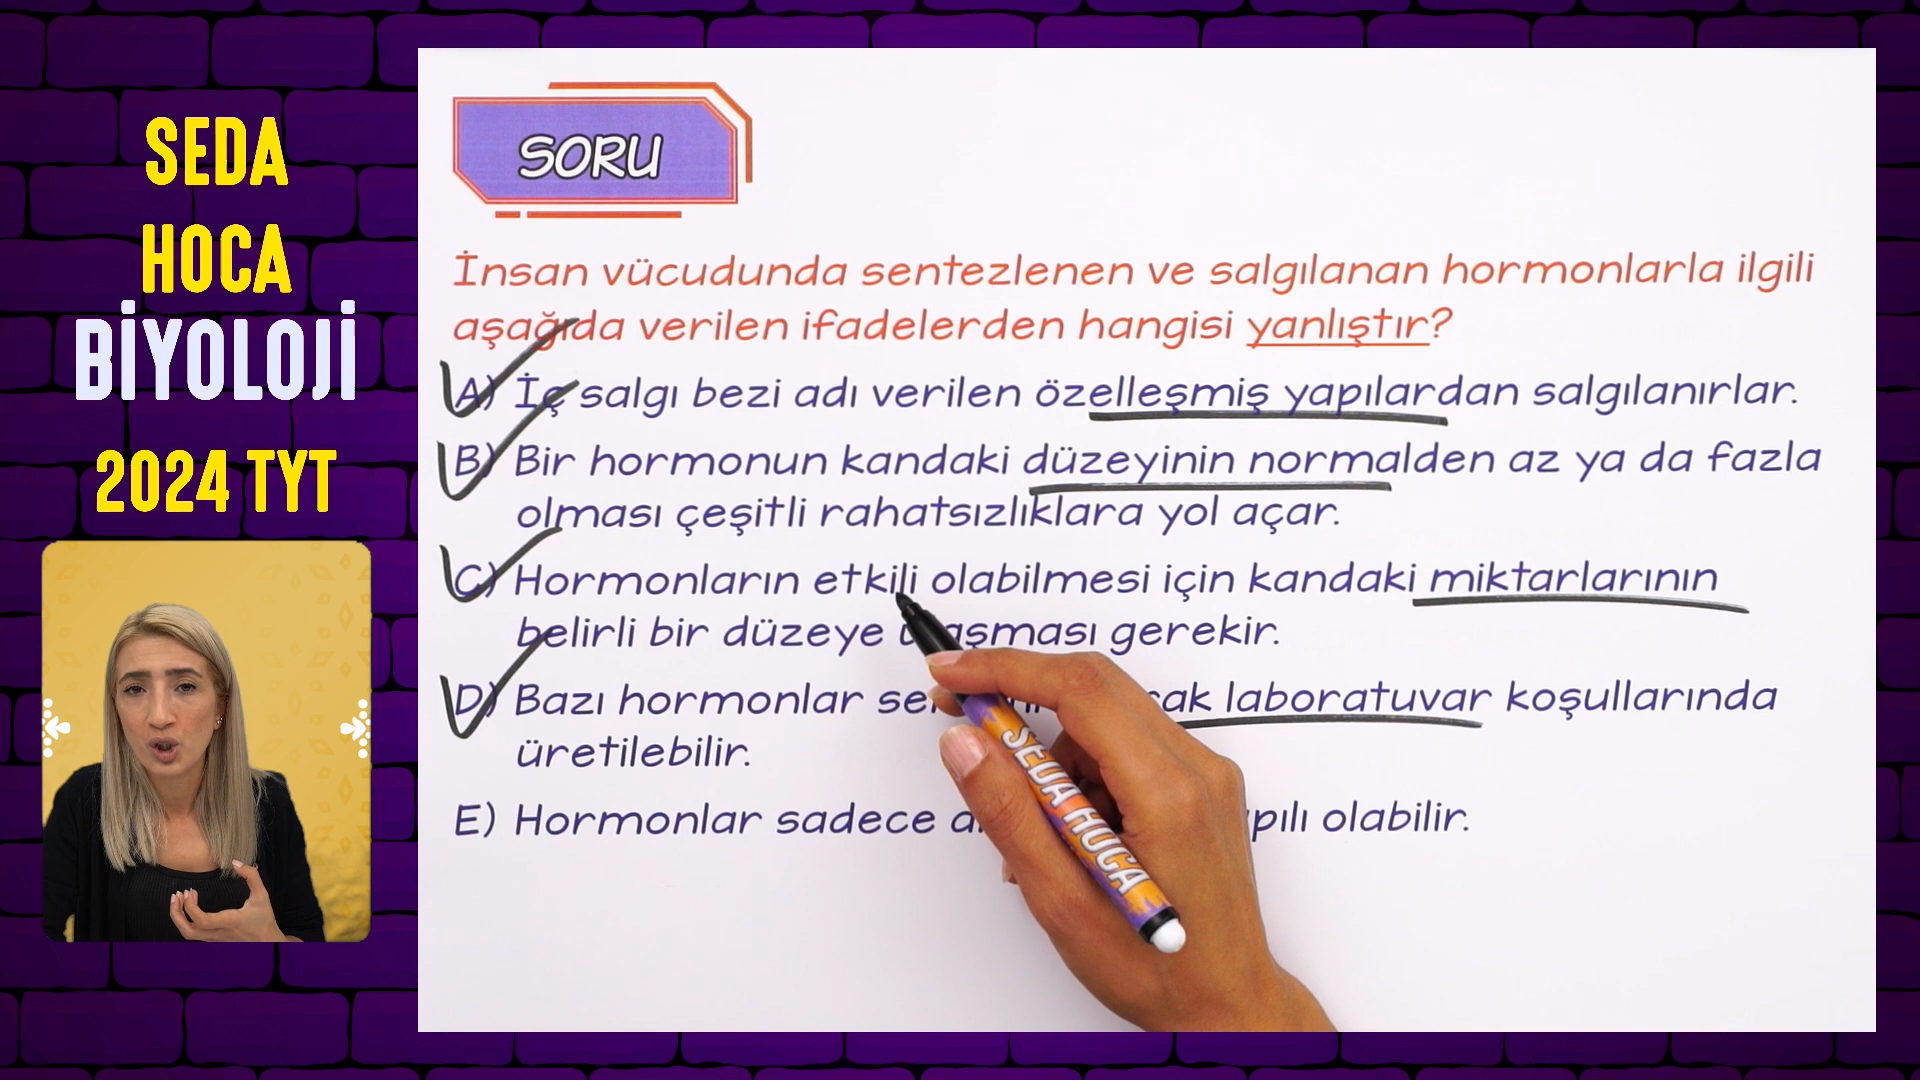 SEDA
HOCA
BİYOLOJİ
2024 TYT
SORU
İnsan vücudunda sentezlenen ve salgılanan hormonlarla ilgili
aşağıda verilen ifadelerden hangisi yanlıştır?
A) İç salgı bezi adı verilen özelleşmiş yapılardan salgılanırlar.
B) Bir hormonun kandaki düzeyinin normalden az ya da fazla
olması çeşitli rahatsızlıklara yol açar.
C) Hormonların etkili olabilmesi için kandaki miktarlarının
belirli bir düzeye ulaşması gerekir.
D) Bazı hormonlar laboratuvar koşullarında
üretilebilir.
E) Hormonlar sadece olabilir.
SEDA HOCA